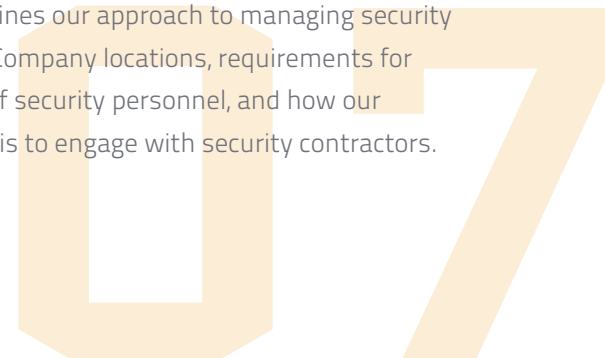 ines our approach to managing security
Company locations, requirements for
f security personnel, and how our
is to engage with security contractors.
07